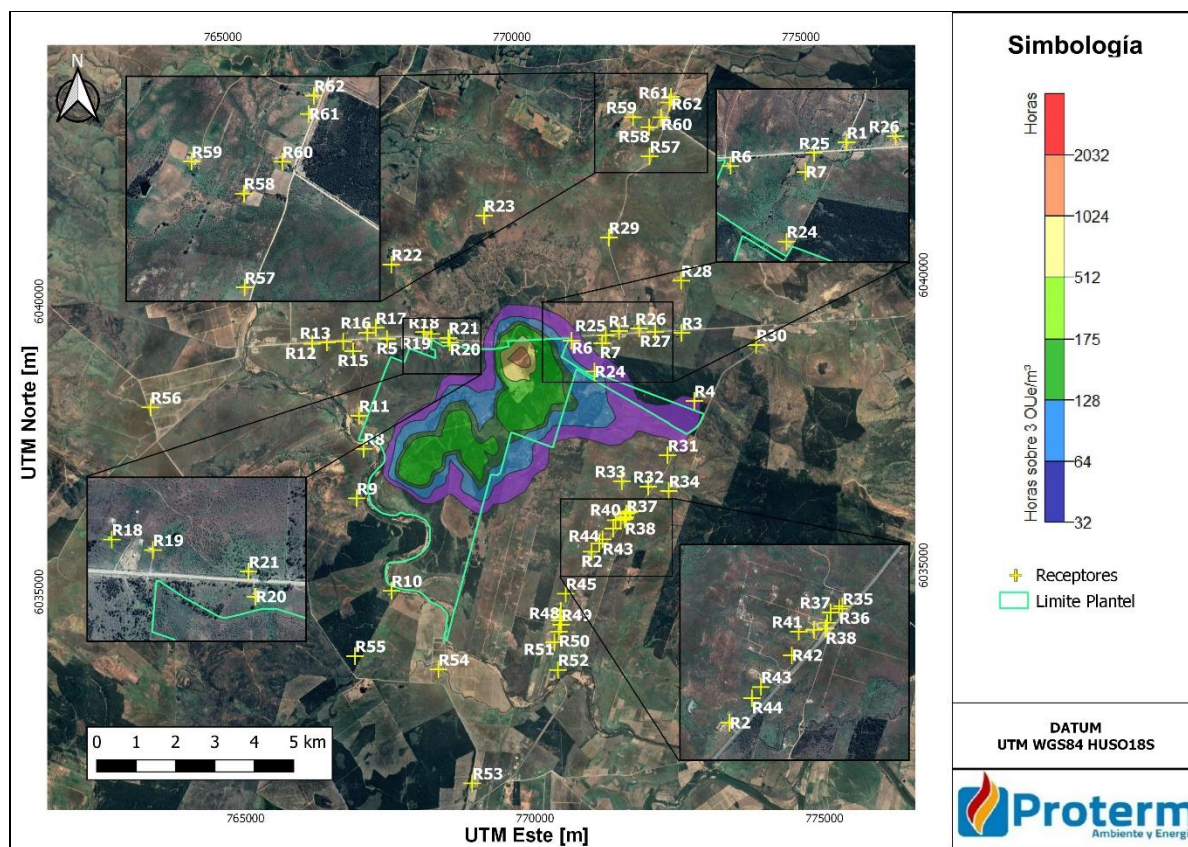 765000
770000
775000
Simbología
N
R62
R61
R59
R60
R58
R57
R61
R59
R62
R60
R58
R57
R1
R26
R25
R6
R7
R24
Horas
2032
1024
512
175
128
64
32
Horas sobre 3 OUe/m³
R23
R29
R22
R28
6040000
6040000
R16
R17
R18
R21
R13
R12
R15
R5
R19
R20
R25
R1
R26
R3
R6
R7
R27
R30
R24
R56
R11
R4
R8
R31
UTM Norte [m]
R9
R33
R32
R34
R37
R40
R38
R44
R43
R2
R18
R19
R21
R20
6035000
6035000
R10
R45
R48
R49
R50
R51
R52
R55
R54
R37
R35
R41
R36
R38
R42
R43
R44
R2
Receptores
Limite Plantel
0 1 2 3 4 5 km
R53
DATUM
UTM WGS84 HUSO18S
765000
770000
775000
UTM Este [m]
Proterm
Ambiente y Energí